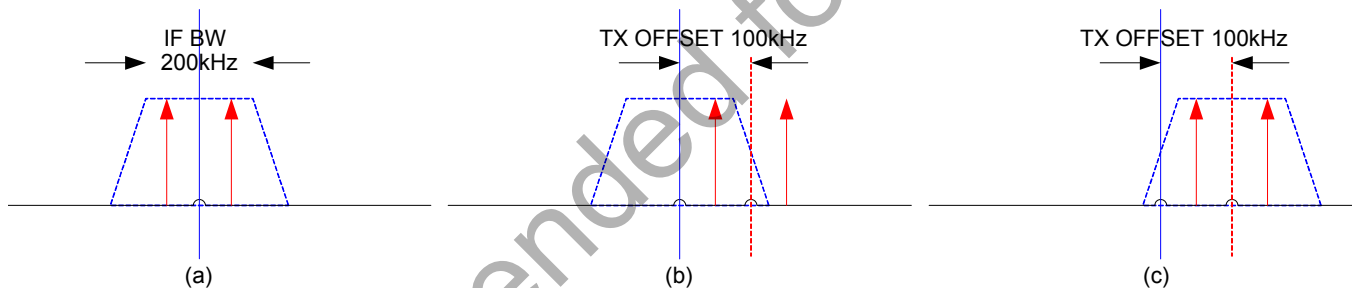 IF BW
200kHz
TX OFFSET 100kHz
TX OFFSET 100kHz
(a)
(b)
(c)